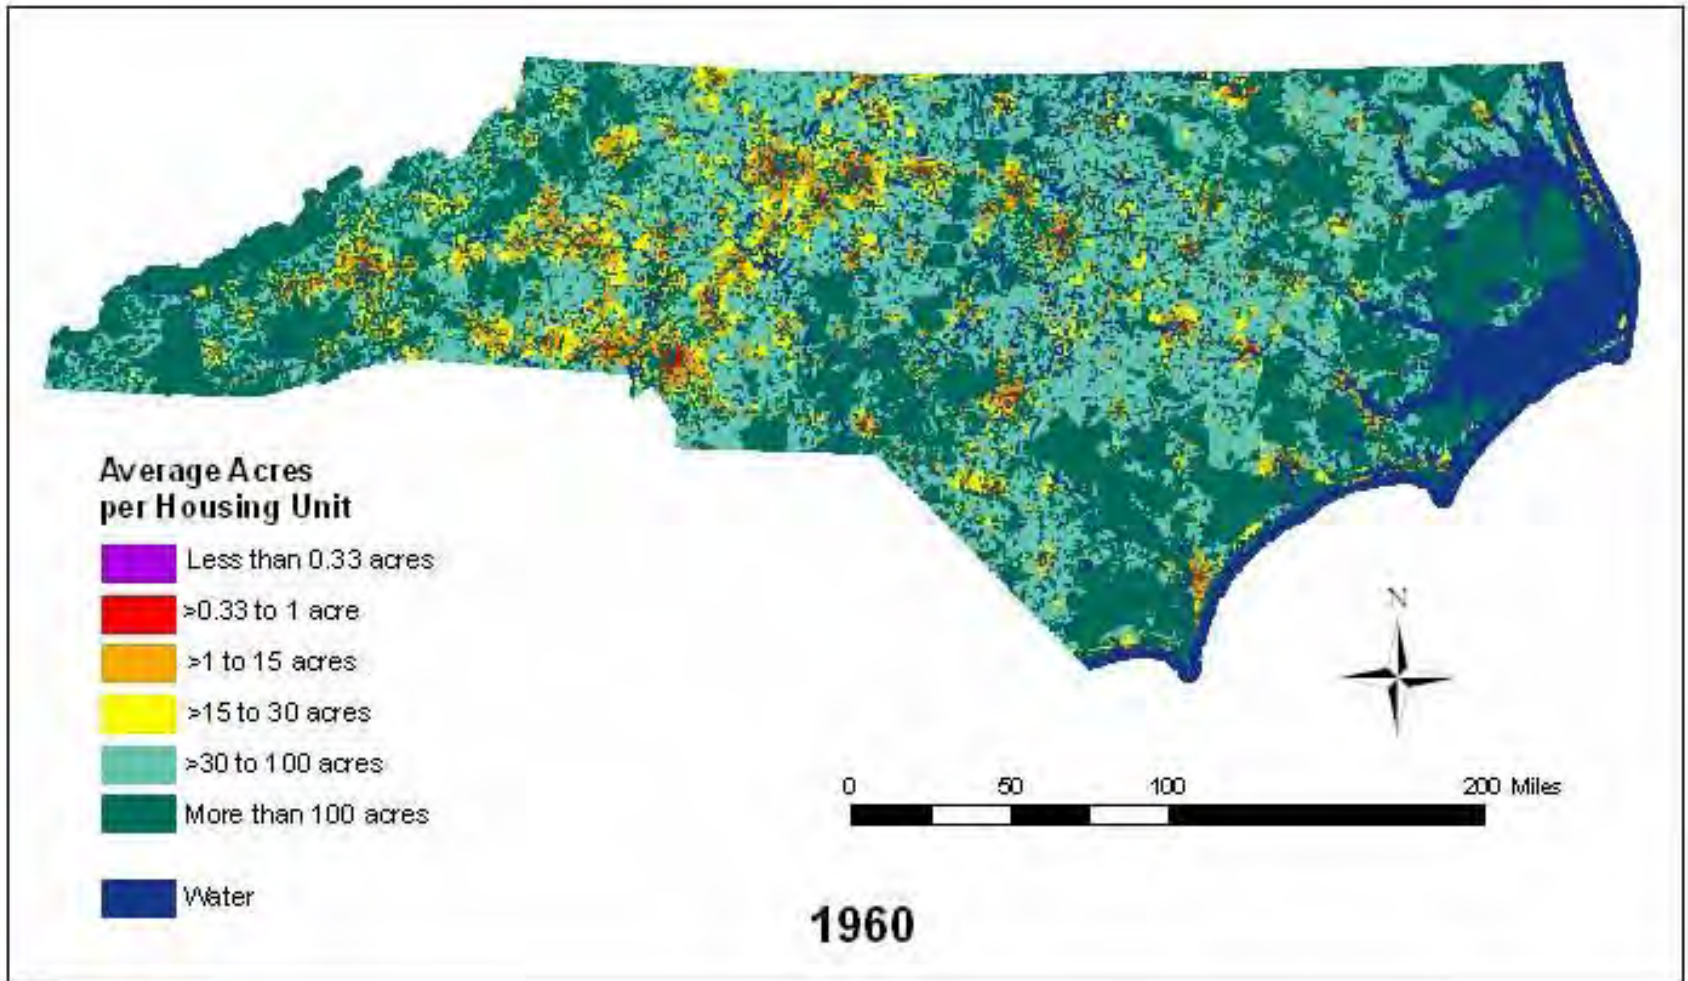 Average Acres
per Housing Unit
Less than 0.33 acres
>0.33 to 1 acre
>1 to 15 acres
>15 to 30 acres
>30 to 100 acres
More than 100 acres
Water
N
0 50 100 200 Miles
1960